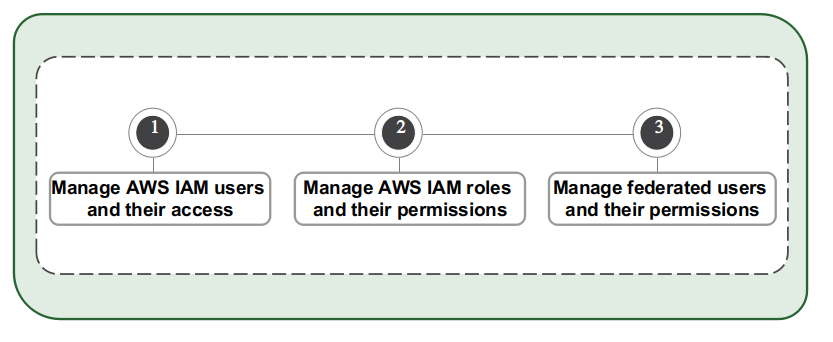 1
Manage AWS IAM users
and their access
2
Manage AWS IAM roles
and their permissions
3
Manage federated users
and their permissions